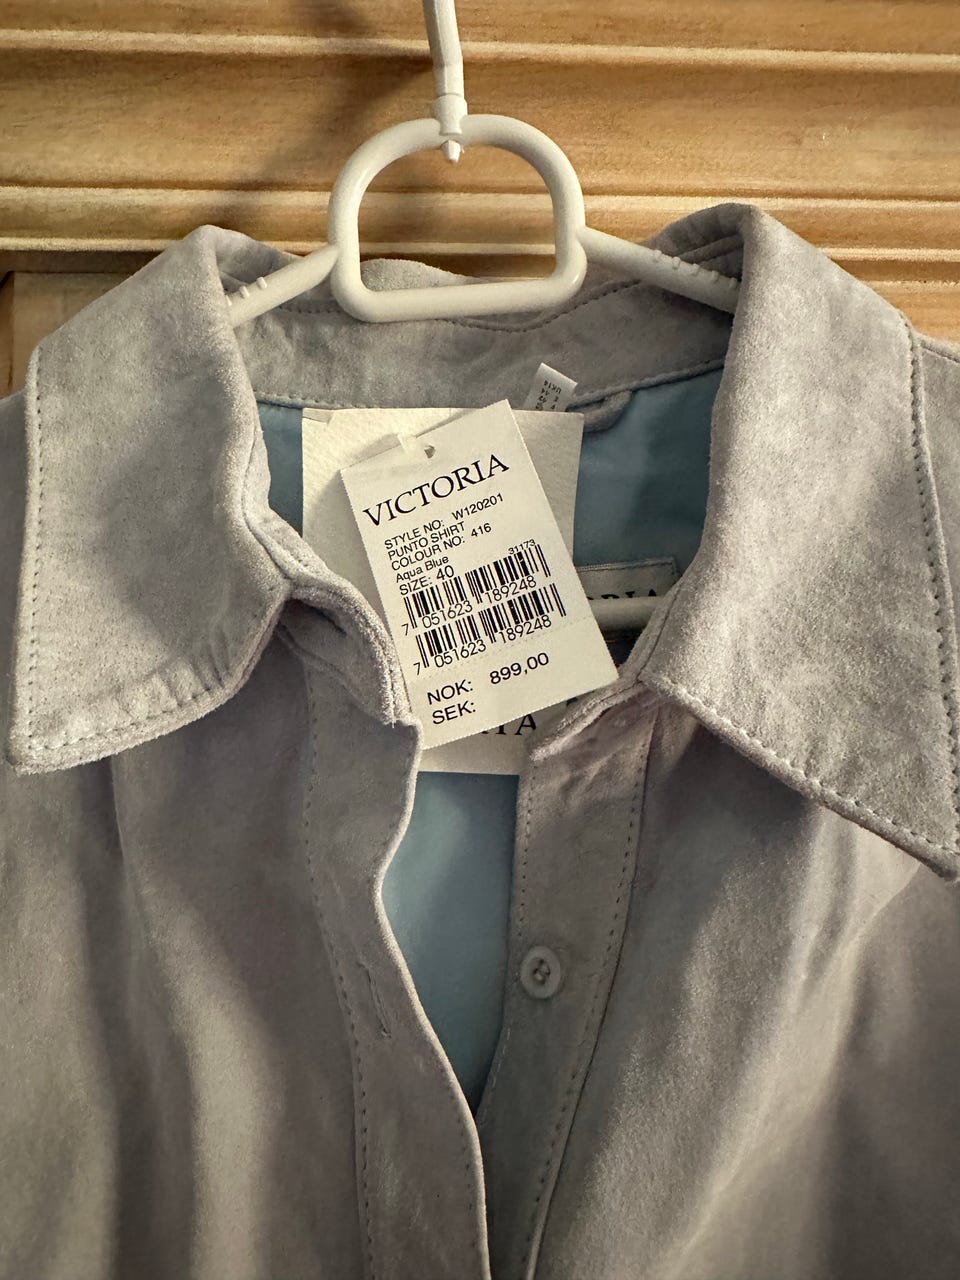 VICTORIA
STYLE NO: W120201
PUNTO SHIRT
COLOUR NO: 416
Aqua Blue
31173
SIZE: 40
7 051623 189248
7 051623 189248
NOK: 899,00
SEK:
UK14